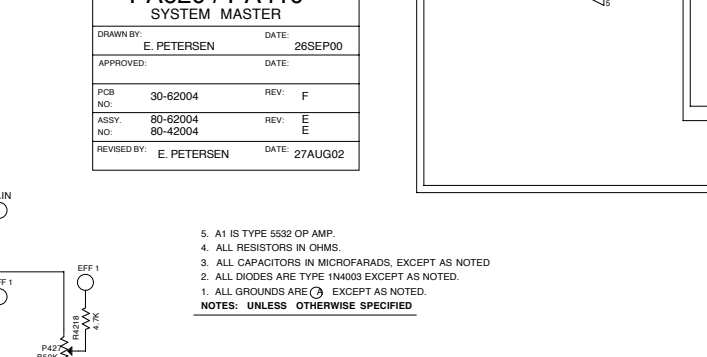 SYSTEM MASTER
DRAWN BY: E. PETERSEN DATE: 26SEP00
APPROVED: DATE:
PCB NO: 30-62004 REV: F
ASSY. NO: 80-62004 REV: E
80-42004 E
REVISED BY: E. PETERSEN DATE: 27AUG02
5
5. A1 IS TYPE 5532 OP AMP.
4. ALL RESISTORS IN OHMS.
3. ALL CAPACITORS IN MICROFARADS, EXCEPT AS NOTED
2. ALL DIODES ARE TYPE 1N4003 EXCEPT AS NOTED.
1. ALL GROUNDS ARE A EXCEPT AS NOTED.
NOTES: UNLESS OTHERWISE SPECIFIED
EFF 1
R4218
4.7K
P427